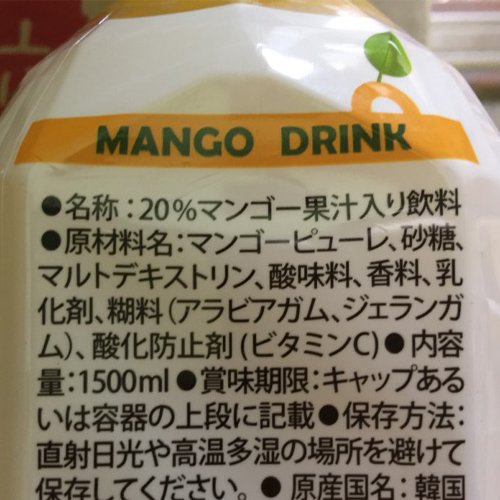 MANGO DRINK
●名称：20％マンゴー果汁入り飲料
●原材料名：マンゴーピューレ、砂糖、
マルトデキストリン、酸味料、香料、乳
化剤、糊料（アラビアガム、ジェランガ
ム）、酸化防止剤（ビタミンC）●内容
量：1500ml●賞味期限：キャップある
いは容器の上段に記載●保存方法：
直射日光や高温多湿の場所を避けて
保存してください。●原産国名：韓国